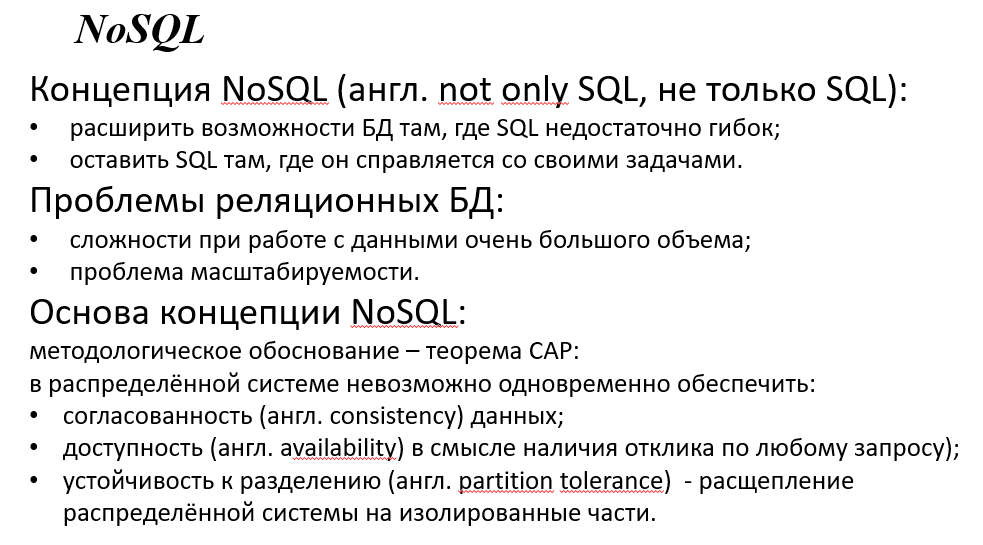 NoSQL
Концепция NoSQL (англ. not only SQL, не только SQL):
• расширить возможности БД там, где SQL недостаточно гибок;
• оставить SQL там, где он справляется со своими задачами.
Проблемы реляционных БД:
• сложности при работе с данными очень большого объема;
• проблема масштабируемости.
Основа концепции NoSQL:
методологическое обоснование – теорема CAP:
в распределённой системе невозможно одновременно обеспечить:
• согласованность (англ. consistency) данных;
• доступность (англ. availability) в смысле наличия отклика по любому запросу);
• устойчивость к разделению (англ. partition tolerance)  - расщепление
распределённой системы на изолированные части.